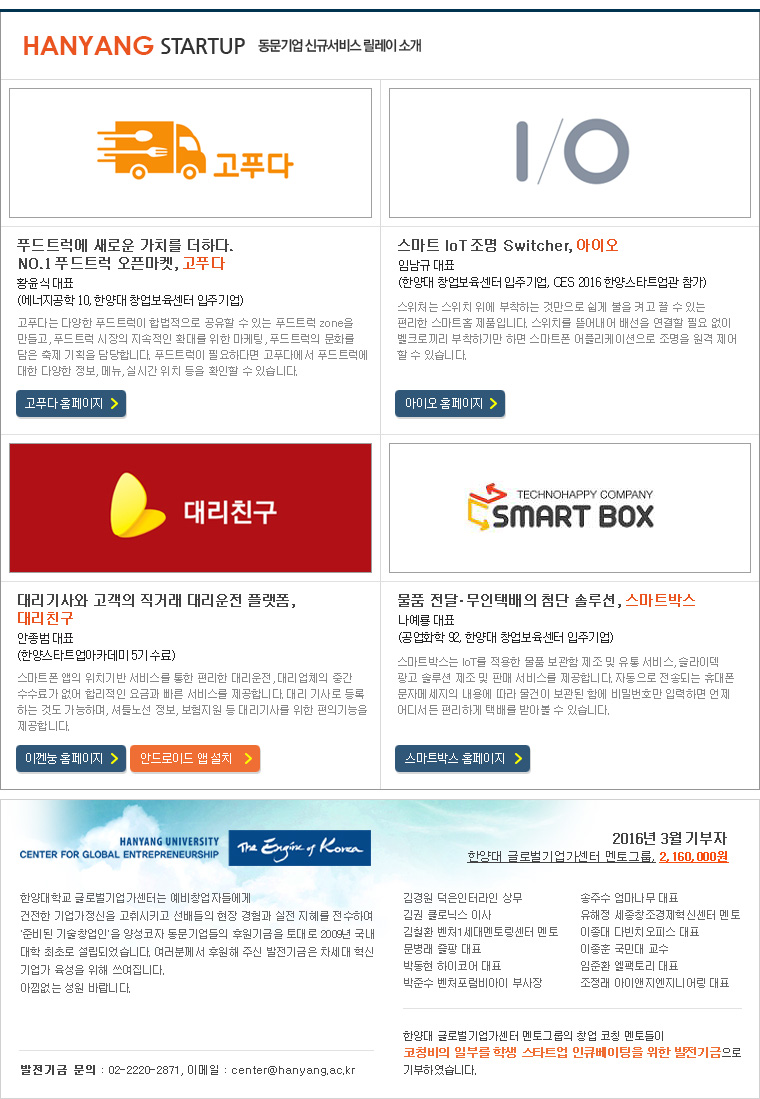 HANYANG STARTUP 동문기업 신규서비스 릴레이 소개
고푸다
푸드트럭에 새로운 가치를 더하다.
NO.1 푸드트럭 오픈마켓, 고푸다
황윤식 대표
(에너지공학 10, 한양대 창업보육센터 입주기업)
고푸다는 다양한 푸드트럭이 합법적으로 공유할 수 있는 푸드트럭 zone을
만들고, 푸드트럭 시장의 지속적인 확대를 위한 마케팅, 푸드트럭의 문화를
담은 축제 기획을 담당합니다. 푸드트럭이 필요하다면 고푸다에서 푸드트럭에
대한 다양한 정보, 메뉴, 실시간 위치 등을 확인할 수 있습니다.
고푸다 홈페이지
I/O
스마트 IoT 조명 Switcher, 아이오
임남규 대표
(한양대 창업보육센터 입주기업, CES 2016 한양스타트업관 참가)
스위처는 스위치 위에 부착하는 것만으로 쉽게 불을 켜고 끌 수 있는
편리한 스마트홈 제품입니다. 스위치를 뜯어내어 배선을 연결할 필요 없이
벨크로끼리 부착하기만 하면 스마트폰 어플리케이션으로 조명을 원격 제어
할 수 있습니다.
아이오 홈페이지
대리친구
대리기사와 고객의 직거래 대리운전 플랫폼,
대리친구
안종범 대표
(한양스타트업아카데미 5기 수료)
스마트폰 앱의 위치기반 서비스를 통한 편리한 대리운전, 대리업체의 중간
수수료가 없어 합리적인 요금과 빠른 서비스를 제공합니다. 대리 기사로 등록
하는 것도 가능하며, 셔틀노선 정보, 보험지원 등 대리기사를 위한 편의기능을
제공합니다.
이껜눙 홈페이지
안드로이드 앱 설치
TECHNOHAPPY COMPANY
SMART BOX
물품 전달·무인택배의 첨단 솔루션, 스마트박스
나예룡 대표
(공업화학 92, 한양대 창업보육센터 입주기업)
스마트박스는 IoT를 적용한 물품 보관함 제조 및 유통 서비스, 슬라이덱
광고 솔루션 제조 및 판매 서비스를 제공합니다. 자동으로 전송되는 휴대폰
문자메세지의 내용에 따라 물건이 보관된 함에 비밀번호만 입력하면 언제
어디서든 편리하게 택배를 받아볼 수 있습니다.
스마트박스 홈페이지
HANYANG UNIVERSITY
CENTER FOR GLOBAL ENTREPRENEURSHIP
The Engine of Korea
한양대학교 글로벌기업가센터는 예비창업자들에게
건전한 기업가정신을 고취시키고 선배들의 현장 경험과 실전 지혜를 전수하여
'준비된 기술창업인'을 양성코자 동문기업들의 후원기금을 토대로 2009년 국내
대학 최초로 설립되었습니다. 여러분께서 후원해 주신 발전기금은 차세대 혁신
기업가 육성을 위해 쓰여집니다.
아낌없는 성원 바랍니다.
발전기금 문의 : 02-2220-2871, 이메일 : center@hanyang.ac.kr
2016년 3월 기부자
한양대 글로벌기업가센터 멘토그룹, 2,160,000원
김경원 덕은인터라인 상무
김권 클로닉스 이사
김철환 벤처1세대멘토링센터 멘토
문병래 즐팡 대표
박동현 하이코어 대표
박준수 벤처포럼비아이 부사장
송주수 엄마나무 대표
유해정 세종창조경제혁신센터 멘토
이종대 다빈치오피스 대표
이종훈 국민대 교수
임준환 엘팩토리 대표
조정래 아이앤지엔지니어링 대표
한양대 글로벌기업가센터 멘토그룹의 창업 코칭 멘토들이
코칭비의 일부를 학생 스타트업 인큐베이팅을 위한 발전기금으로
기부하였습니다.